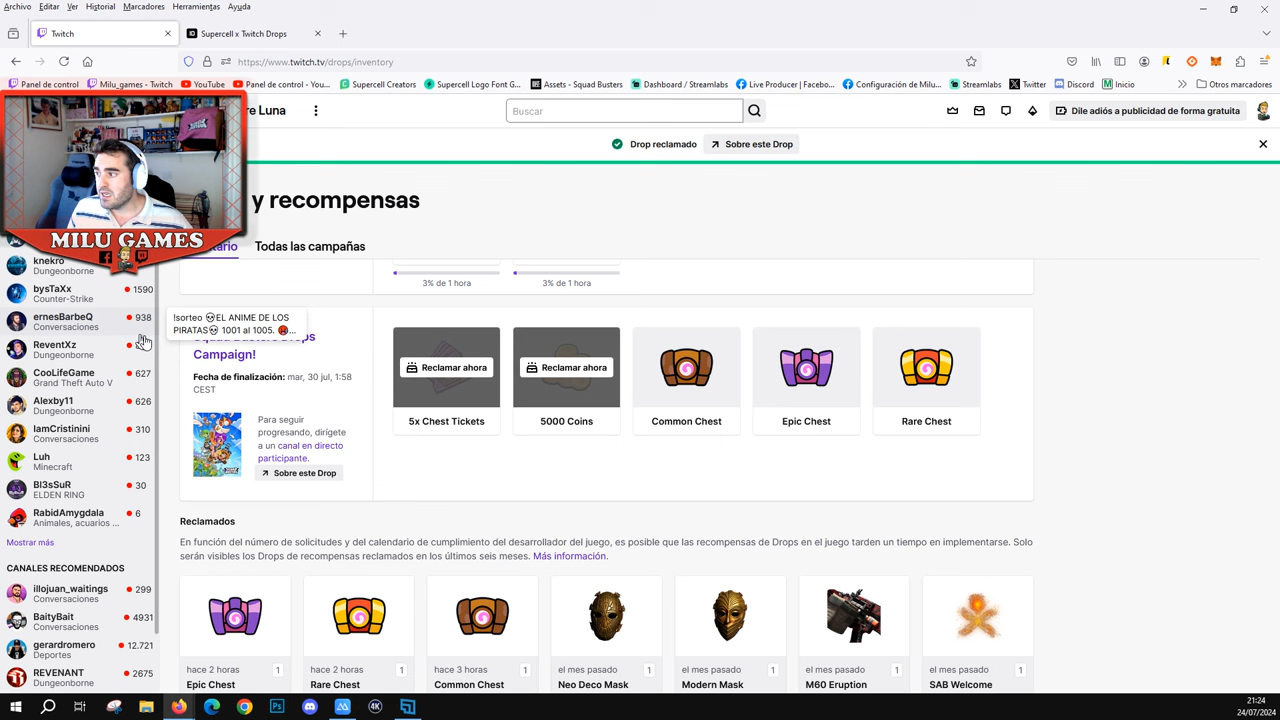 Archivo Editar Ver Historial Marcadores Herramientas Ayuda
Twitch
Supercell x Twitch Drops
https://www.twitch.tv/drops/inventory
Panel de control
Milu_games - Twitch
YouTube
Panel de control - You...
Supercell Creators
Supercell Logo Font G...
Assets - Squad Busters
Dashboard / Streamlabs
Live Producer | Facebo...
Configuración de Milu...
Streamlabs
Twitter
Discord
Inicio
Otros marcadores
re Luna
Buscar
Dile adiós a publicidad de forma gratuita
Drop reclamado
Sobre este Drop
y recompensas
Todas las campañas
MILU GAMES
3% de 1 hora
3% de 1 hora
knekro
Dungeonborne
bysTaXx
1590
Counter-Strike
ernesBarbeQ
938
Conversaciones
ReventXz
Dungeonborne
CooLifeGame
627
Grand Theft Auto V
Alexby11
626
Dungeonborne
IamCristinini
310
Conversaciones
Luh
123
Minecraft
Bl3sSuR
30
ELDEN RING
RabidAmygdala
6
Animales, acuarios ...
Mostrar más
CANALES RECOMENDADOS
illojuan_waitings
299
Conversaciones
BaityBait
4931
Conversaciones
gerardromero
12.721
Deportes
REVENANT
2675
Dungeonborne
!sorteo 💀EL ANIME DE LOS
PIRATAS💀 1001 al 1005. 😡...
Campaign!
Fecha de finalización: mar, 30 jul, 1:58
CEST
Para seguir
progresando, dirígete
a un canal en directo
participante.
Sobre este Drop
Reclamar ahora
Reclamar ahora
5x Chest Tickets
5000 Coins
Common Chest
Epic Chest
Rare Chest
Reclamados
En función del número de solicitudes y del calendario de cumplimiento del desarrollador del juego, es posible que las recompensas de Drops en el juego tarden un tiempo en implementarse. Solo
serán visibles los Drops de recompensas reclamados en los últimos seis meses. Más información.
hace 2 horas 1
Epic Chest
hace 2 horas 1
Rare Chest
hace 3 horas 1
Common Chest
el mes pasado 1
Neo Deco Mask
el mes pasado 1
Modern Mask
el mes pasado 1
M60 Eruption
el mes pasado 1
SAB Welcome
21:24
24/07/2024